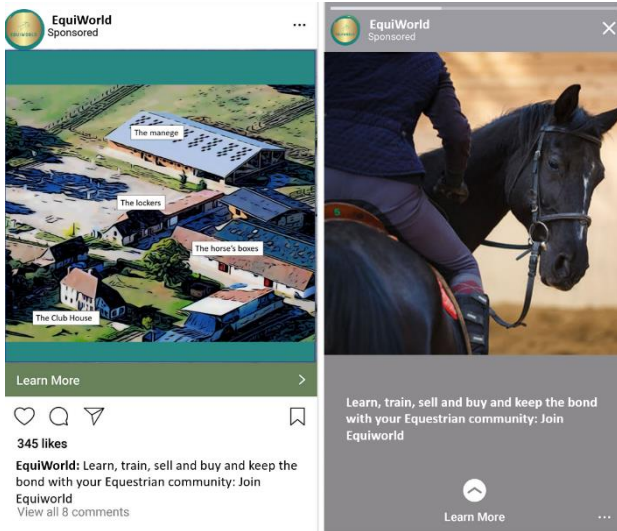 EquiWorld
Sponsored
The manege
The lockers
The horse's boxes
The Club House
Learn More
345 likes
EquiWorld: Learn, train, sell and buy and keep the
bond with your Equestrian community: Join
Equiworld
View all 8 comments
EquiWorld
Sponsored
S
Learn, train, sell and buy and keep the bond
with your Equestrian community: Join
Equiworld
Learn More